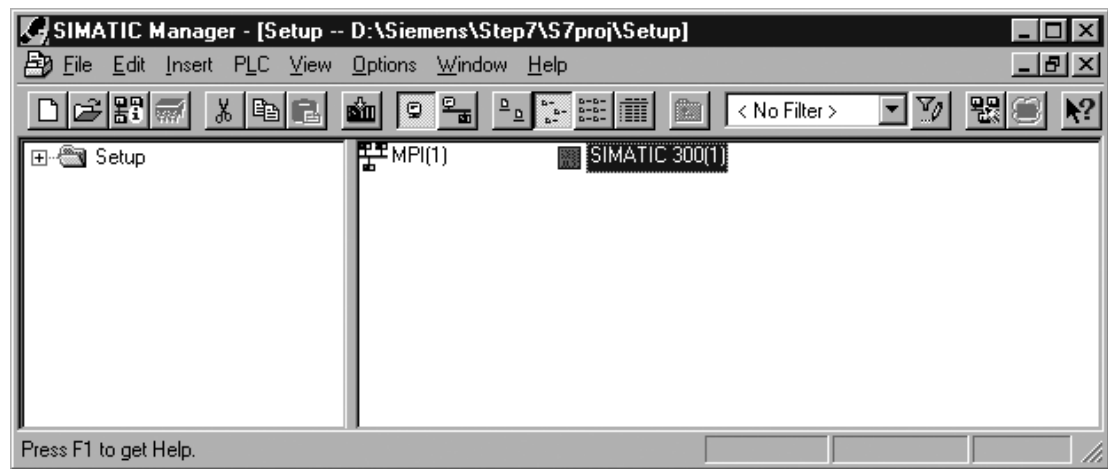 SIMATIC Manager - [Setup -- D:\Siemens\Step7\S7proj\Setup]
File Edit Insert PLC View Options Window Help
< No Filter >
Setup
MPI(1)
SIMATIC 300(1)
Press F1 to get Help.